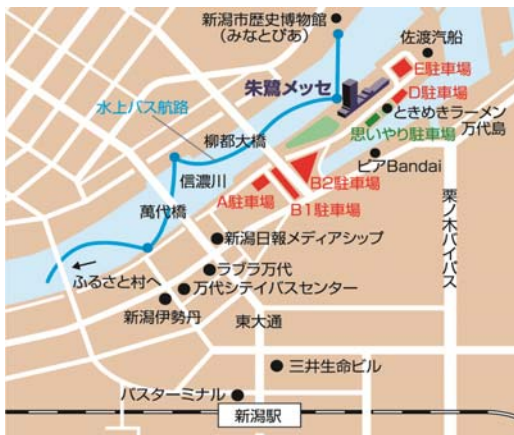 新潟市歴史博物館
(みなとぴあ)
佐渡汽船
E駐車場
朱鷺メッセ
D駐車場
水上バス航路
ときめきラーメン
万代島
柳都大橋
思いやり駐車場
ピアBandai
信濃川
B2駐車場
A駐車場
B1駐車場
栗ノ木バイパス
萬代橋
新潟日報メディアシップ
ラブラ万代
ふるさと村へ
万代シテイバスセンター
新潟伊勢丹
東大通
三井生命ビル
バスターミナル
新潟駅